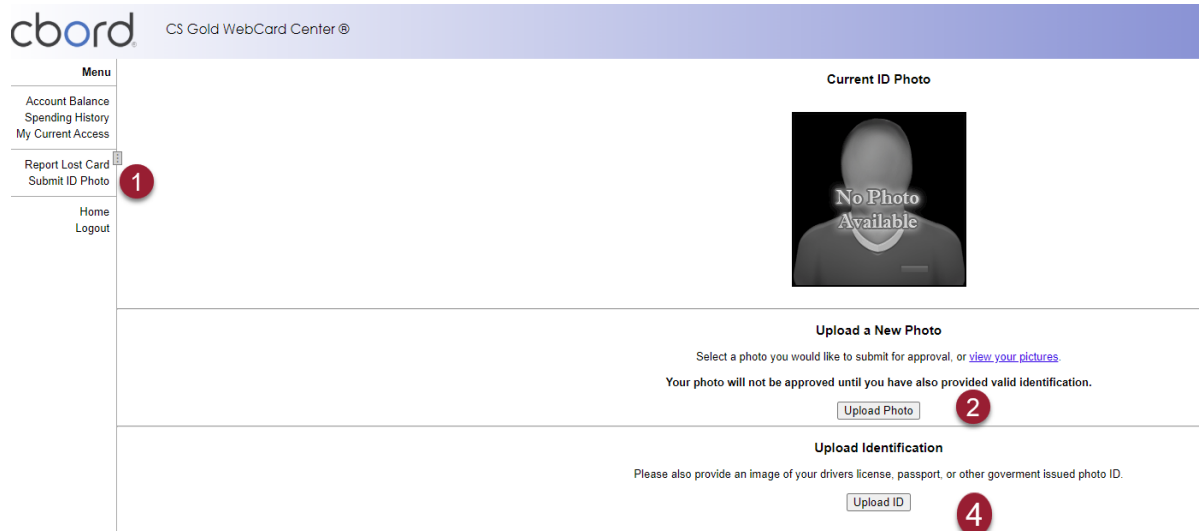 cbord®
CS Gold WebCard Center ®
Menu
Account Balance
Spending History
My Current Access
Report Lost Card
Submit ID Photo
1
Home
Logout
Current ID Photo
No Photo
Available
Upload a New Photo
Select a photo you would like to submit for approval, or view your pictures.
Your photo will not be approved until you have also provided valid identification.
Upload Photo
2
Upload Identification
Please also provide an image of your drivers license, passport, or other goverment issued photo ID.
Upload ID
4